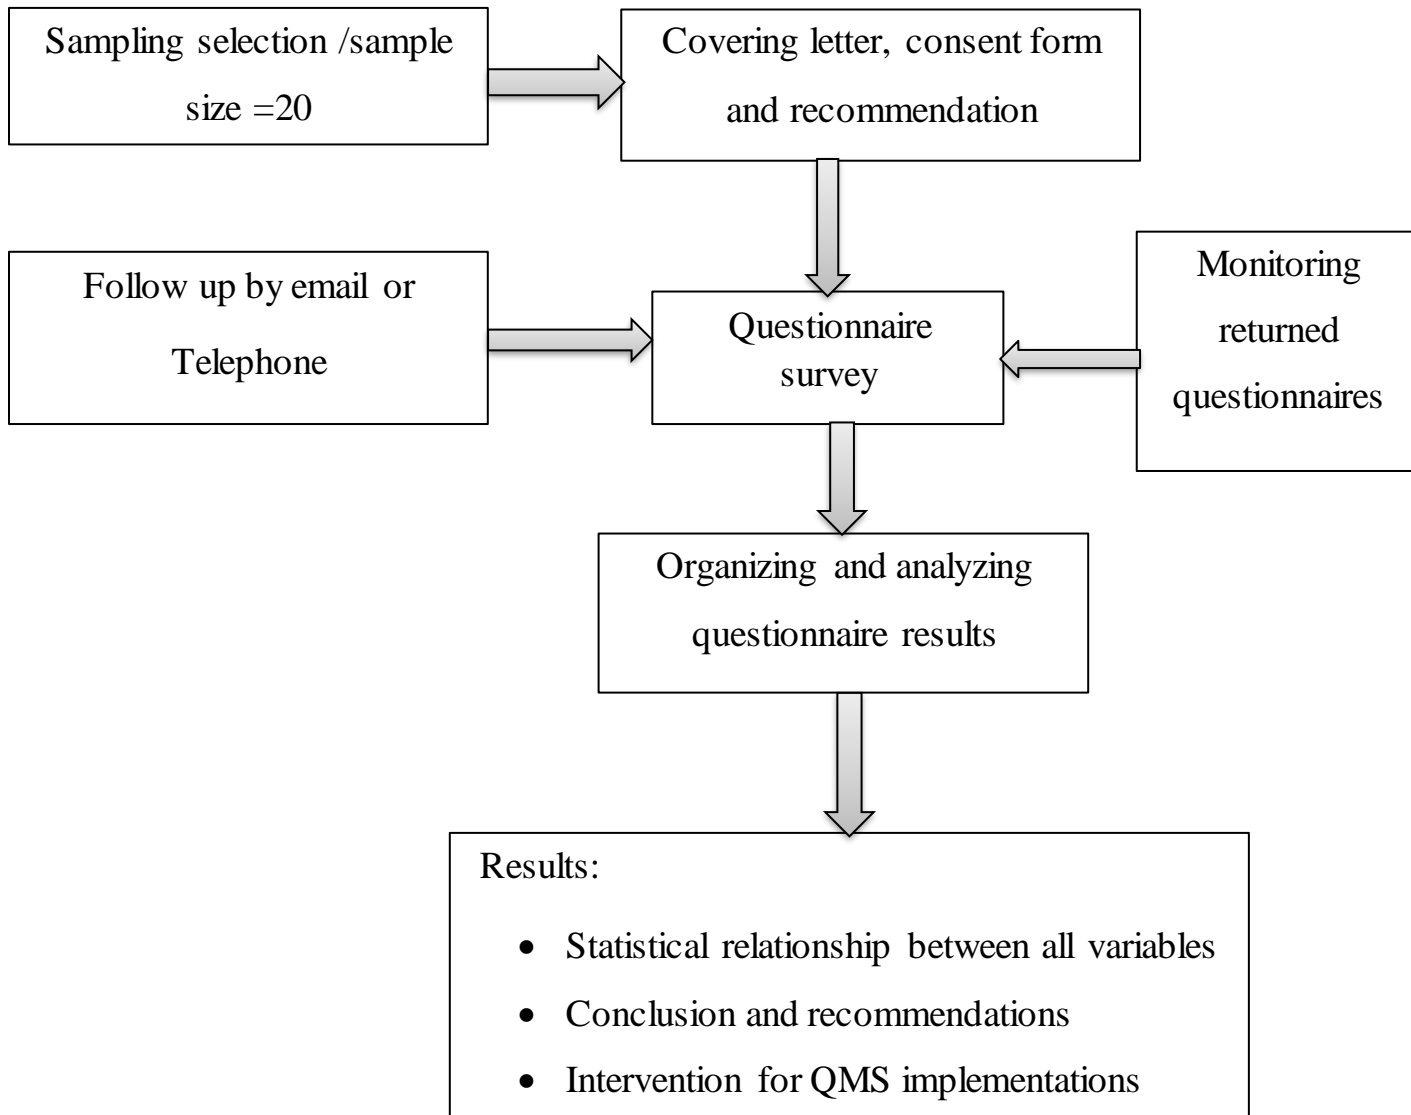 Sampling selection /sample
size =20
Covering letter, consent form
and recommendation
Follow up by email or
Telephone
Questionnaire
survey
Monitoring
returned
questionnaires
Organizing and analyzing
questionnaire results
Results:
• Statistical relationship between all variables
• Conclusion and recommendations
• Intervention for QMS implementations